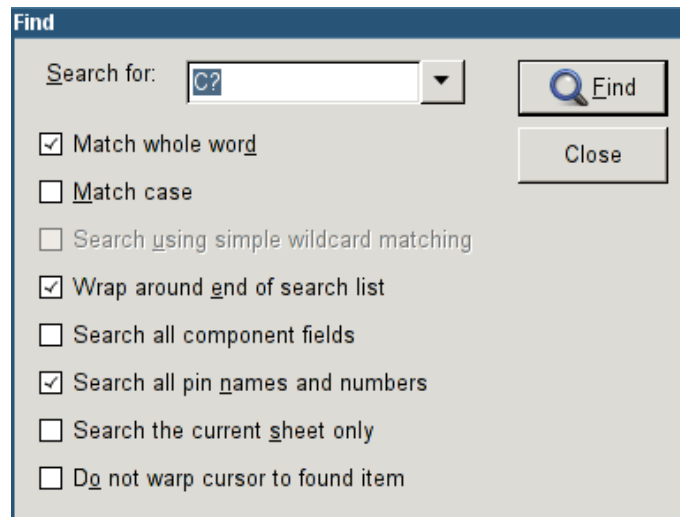 Find
Search for: C? Find
Match whole word Close
Match case
Search using simple wildcard matching
Wrap around end of search list
Search all component fields
Search all pin names and numbers
Search the current sheet only
Do not warp cursor to found item